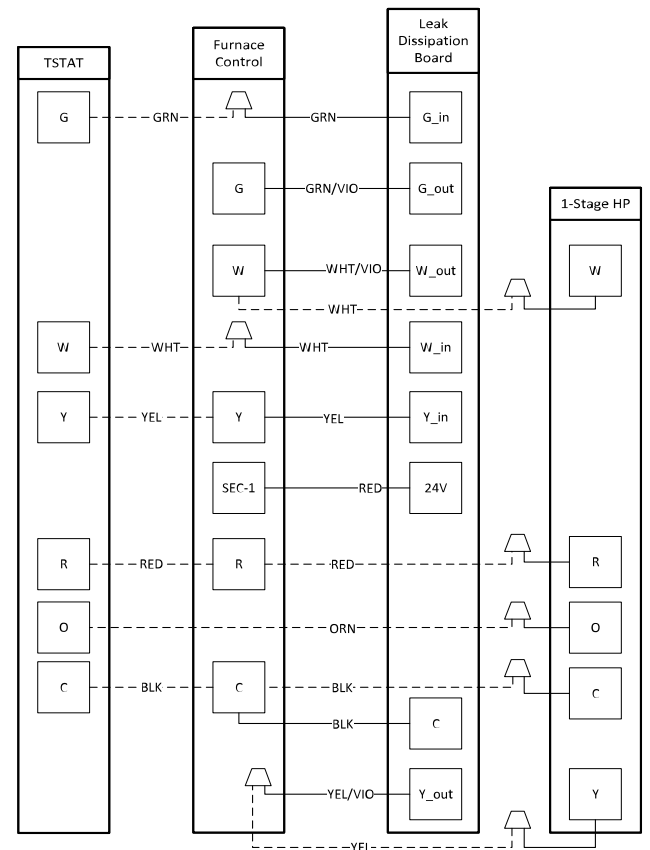 Leak
Dissipation
Board
Furnace
Control
TSTAT
G
GRN
GRN
G_in
G
GRN/VIO
G_out
1-Stage HP
W
WHT/VIO
W_out
W
WHT
W
WHT
WHT
W_in
Y
YEL
Y
YEL
Y_in
SEC-1
RED
24V
R
RED
R
RED
R
O
ORN
O
C
BLK
C
BLK
C
BLK
C
YEL/VIO
Y_out
Y
YEL